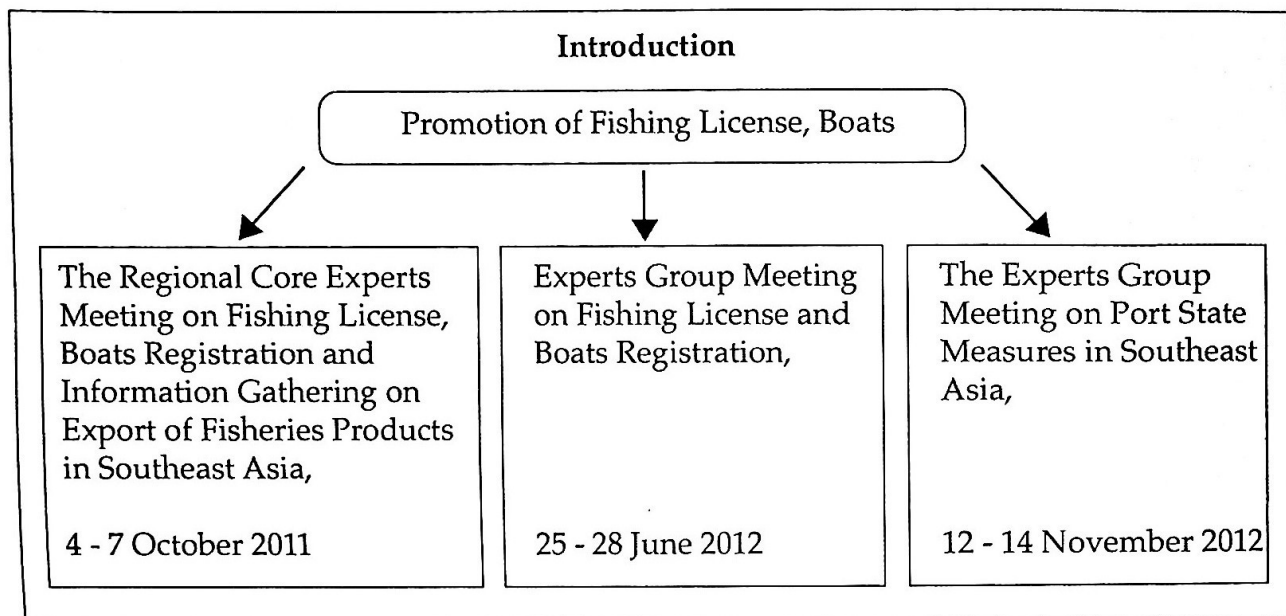 Introduction
Promotion of Fishing License, Boats
The Regional Core Experts
Meeting on Fishing License,
Boats Registration and
Information Gathering on
Export of Fisheries Products
in Southeast Asia,
4 - 7 October 2011
Experts Group Meeting
on Fishing License and
Boats Registration,
25 - 28 June 2012
The Experts Group
Meeting on Port State
Measures in Southeast
Asia,
12 - 14 November 2012